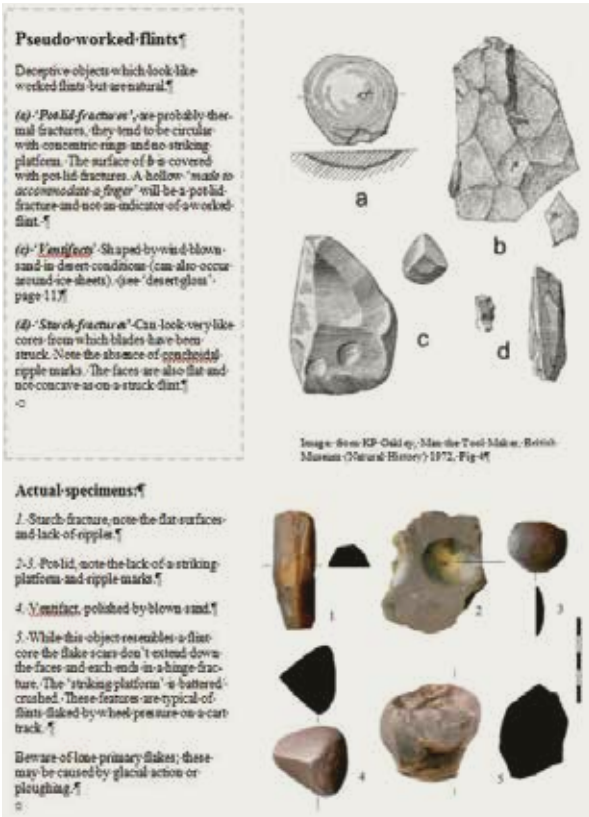 Pseudo-worked-flints¶
Deceptive objects which look like
worked flints but are natural.¶
(a) 'Pot-lid-fractures', are probably ther-
mal fractures, they tend to be circular
with concentric rings and no striking
platform. The surface of b is covered
with pot-lid fractures. A hollow 'made to
accommodate a finger' will be a pot-lid
fracture and not an indicator of a worked
flint.¶
(c) 'Ventifacts' Shaped by wind-blown
sand in desert conditions (can also occur
around ice sheets). (see 'desert gloss'
page 11)¶
(d) 'Starch-fractures' Can look very like
cores from which blades have been
struck. Note the absence of conchoidal
ripple marks. The faces are also flat and
not concave as on a struck flint.¶
a
b
c
d
Image from KP Oakley, Man the Tool Maker, British
Museum (Natural History) 1972, Fig 4¶
Actual specimens:¶
1. Starch fracture, note the flat surfaces
and lack of ripples.¶
2-3. Pot-lid, note the lack of a striking
platform and ripple marks.¶
4. Ventifact, polished by blown sand.¶
5. While this object resembles a flint
core the flake scars don't extend down
the faces and each ends in a hinge frac-
ture. The 'striking platform' is battered/
crushed. These features are typical of
flints flaked by wheel pressure on a cart
track.¶
Beware of lone primary flakes; these
may be caused by glacial action or
ploughing.¶
1
2
3
4
5